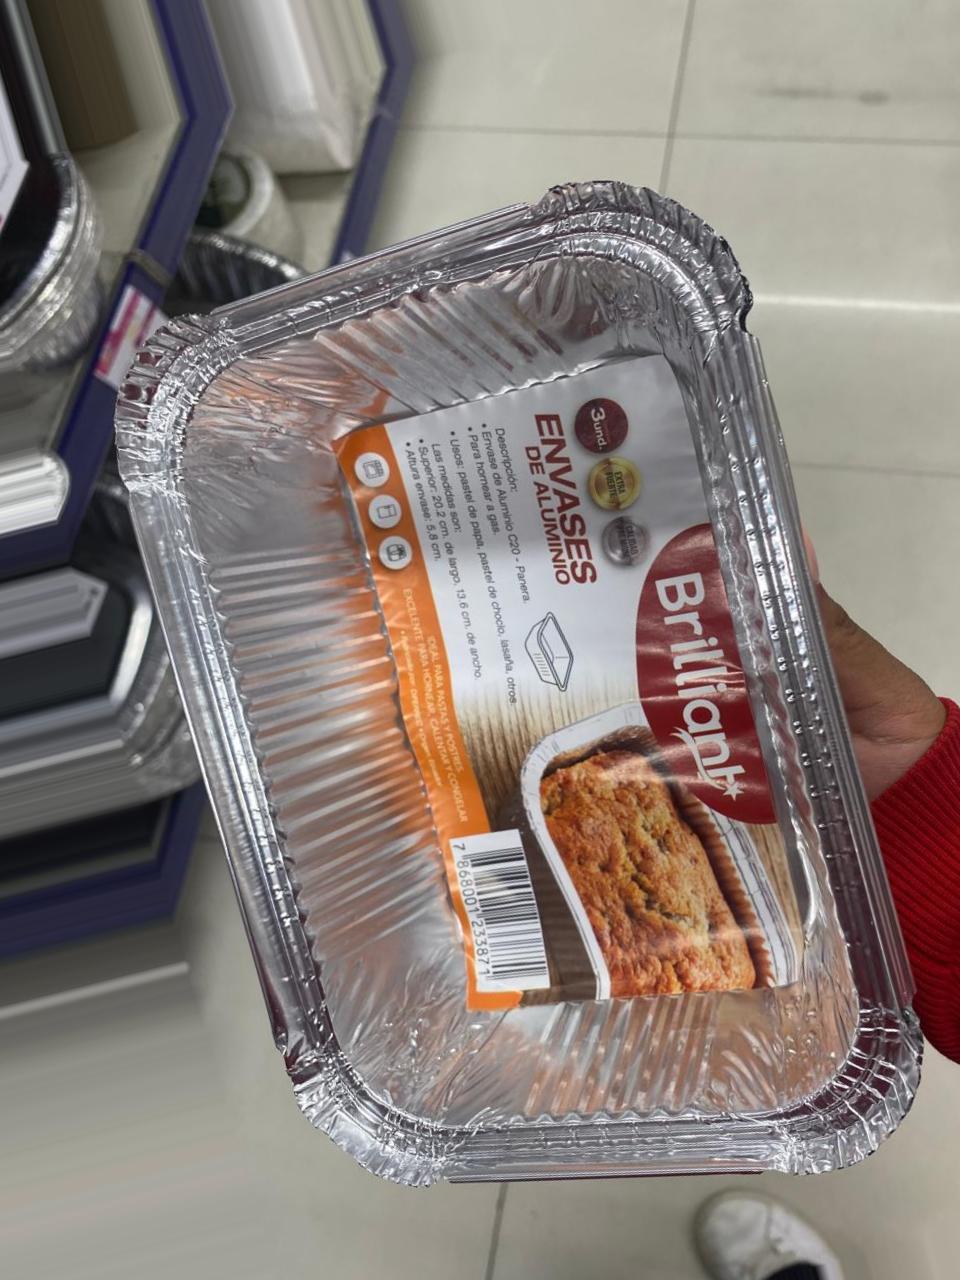 Brilliant
3und.
EXTRA
FUERTE
CALIDAD
PREMIUM
ENVASES
DE ALUMINIO
Descripción:
• Envase de Aluminio C20 - Panera.
• Para hornear a gas.
• Usos: pastel de papa, pastel de choclo, lasaña, otros.
Las medidas son:
• Superior: 20.2 cm. de largo, 13.6 cm. de ancho.
• Altura envase: 5.8 cm.
IDEAL PARA PASTAS Y POSTRES.
EXCELENTE PARA HORNEAR, CALENTAR Y CONGELAR
7 868001 233871